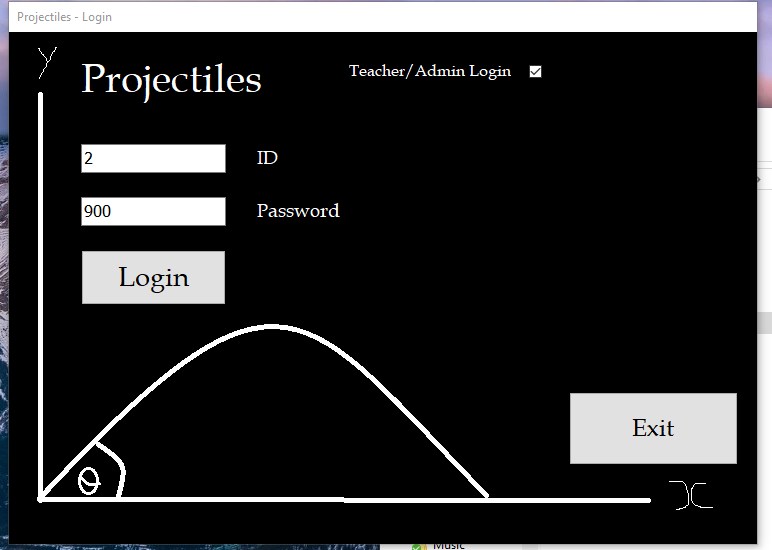 Projectiles - Login
y
Projectiles
Teacher/Admin Login
2
ID
900
Password
Login
Exit
θ
x
Music